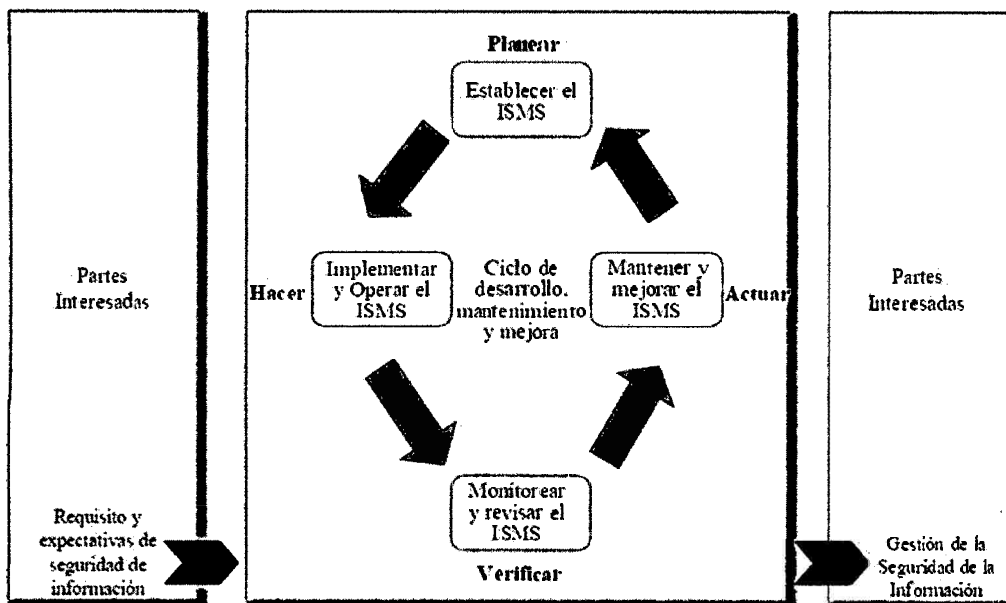 Partes
Interesadas
Requisito y
expectativas de
seguridad de
información
Planear
Establecer el
ISMS
Hacer
Implementar
y Operar el
ISMS
Ciclo de
desarrollo.
mantenimiento
y mejora
Mantener y
mejorar el
ISMS
Actuar
Monitorear
y revisar el
ISMS
Verificar
Partes
Interesadas
Gestión de la
Seguridad de la
Información